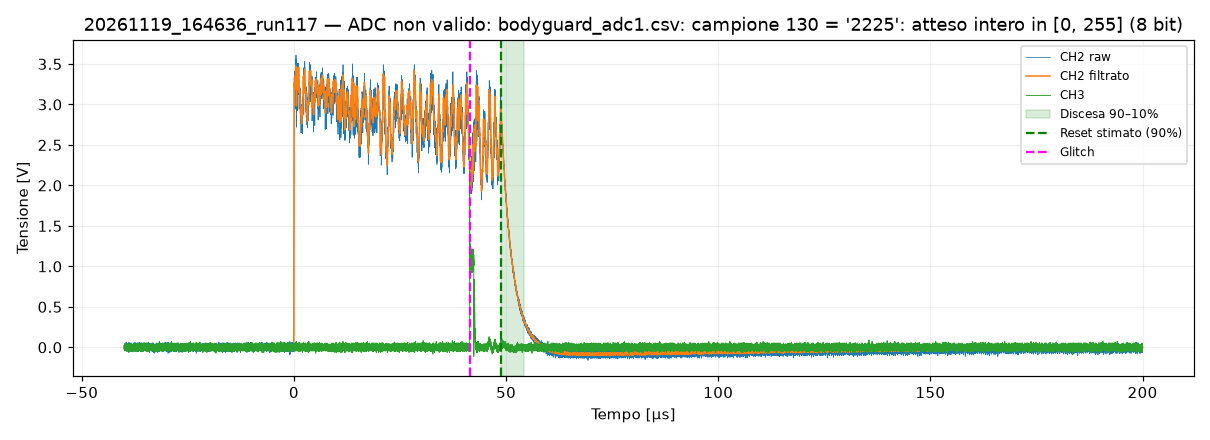 20261119_164636_run117 — ADC non valido: bodyguard_adc1.csv: campione 130 = '2225': atteso intero in [0, 255] (8 bit)
Tensione [V]
3.5
3.0
2.5
2.0
1.5
1.0
0.5
0.0
CH2 raw
CH2 filtrato
CH3
Discesa 90–10%
Reset stimato (90%)
Glitch
−50
0
50
100
150
200
Tempo [µs]